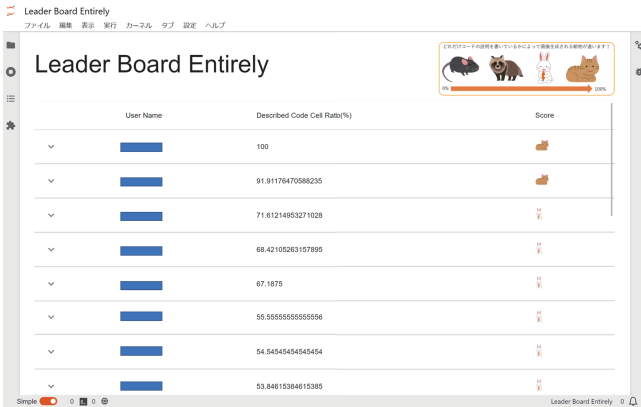 Leader Board Entirely
ファイル 編集 表示 実行 カーネル タブ 設定 ヘルプ
Leader Board Entirely
どれだけコードの説明を書いているかによって画像生成される動物が違います！
0% 100%
User Name Described Code Cell Ratio(%) Score
100
91.91176470588235
71.61214953271028
68.42105263157895
67.1875
55.55555555555556
54.54545454545454
53.84615384615385
Simple 0 0 Leader Board Entirely 0